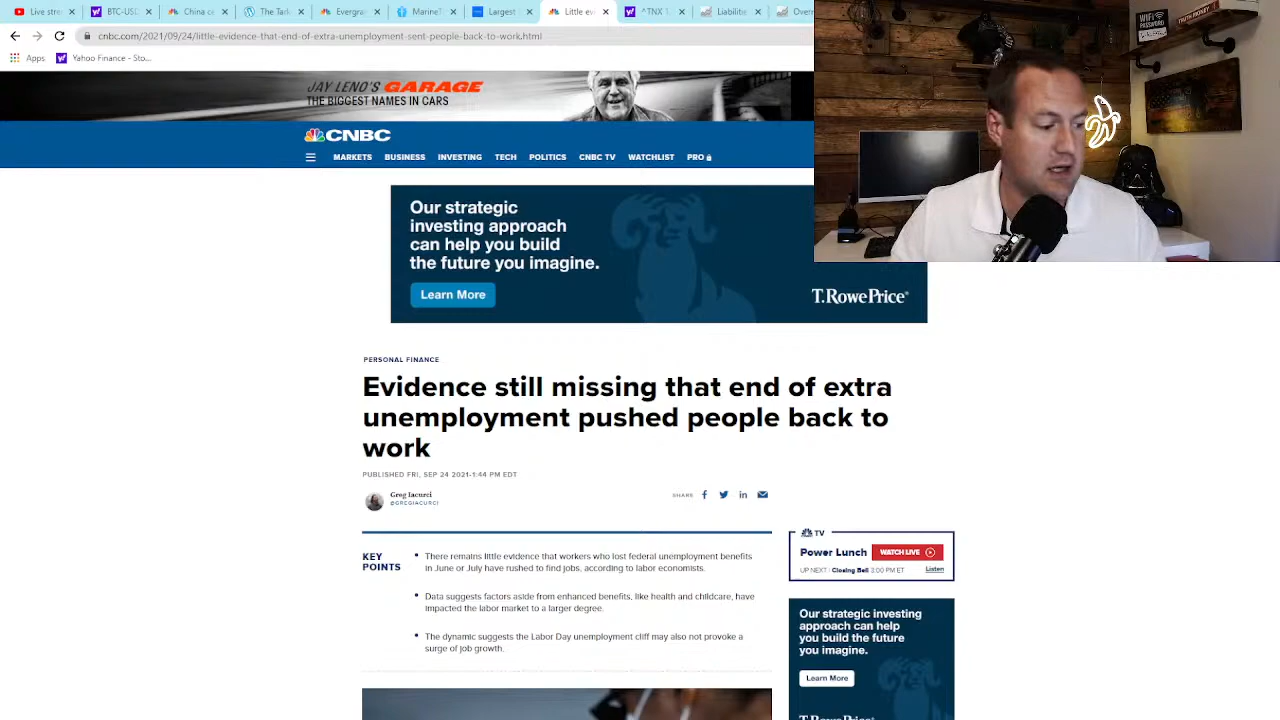 Live stre
BTC-USD
China ce
The Tark
Evergran
MarineT
Largest
Little ev
^TNX 1.
Liabilitie
Over
cnbc.com/2021/09/24/little-evidence-that-end-of-extra-unemployment-sent-people-back-to-work.html
Apps
Yahoo Finance - Sto...
JAY LENO'S GARAGE
THE BIGGEST NAMES IN CARS
CNBC
MARKETS BUSINESS INVESTING TECH POLITICS CNBC TV WATCHLIST PRO
WIFI
PASSWORD
Our strategic
investing approach
can help you build
the future you imagine.
Learn More
T.RowePrice
PERSONAL FINANCE
Evidence still missing that end of extra
unemployment pushed people back to
work
PUBLISHED FRI, SEP 24 2021-1:44 PM EDT
Greg Iacurci
@GREGIACURCI
SHARE
KEY
POINTS
There remains little evidence that workers who lost federal unemployment benefits
in June or July have rushed to find jobs, according to labor economists.
Data suggests factors aside from enhanced benefits, like health and childcare, have
impacted the labor market to a larger degree.
The dynamic suggests the Labor Day unemployment cliff may also not provoke a
surge of job growth.
TV
Power Lunch WATCH LIVE
UP NEXT | Closing Bell 3:00 PM ET Listen
Our strategic investing
approach can help
you build the future
you imagine.
Learn More
T.RowePrice